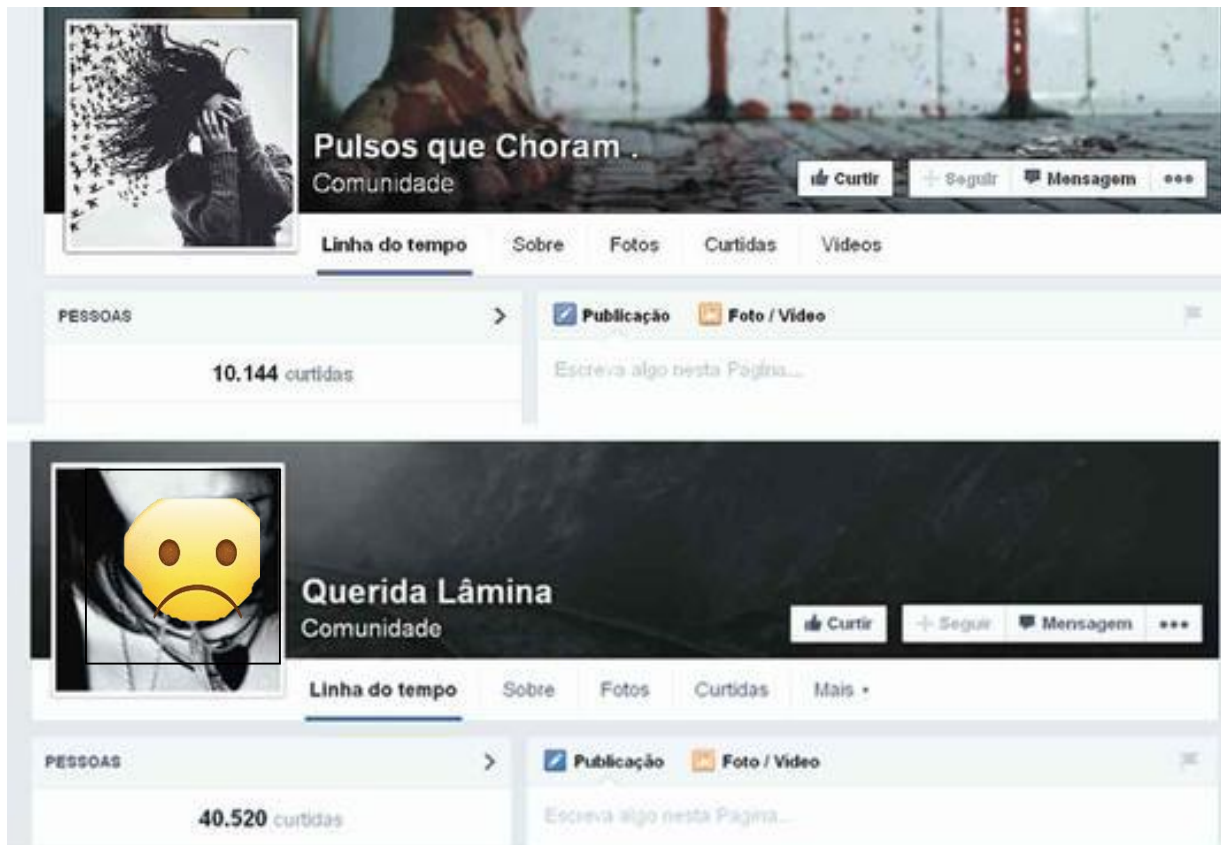 Pulsos que Choram .
Comunidade
Curtir
Seguir
Mensagem
Linha do tempo
Sobre
Fotos
Curtidas
Videos
PESSOAS
10.144 curtidas
Publicação
Foto / Vídeo
Escreva algo nesta Página...
Querida Lâmina
Comunidade
Curtir
Seguir
Mensagem
Linha do tempo
Sobre
Fotos
Curtidas
Mais
PESSOAS
40.520 curtidas
Publicação
Foto / Vídeo
Escreva algo nesta Página...